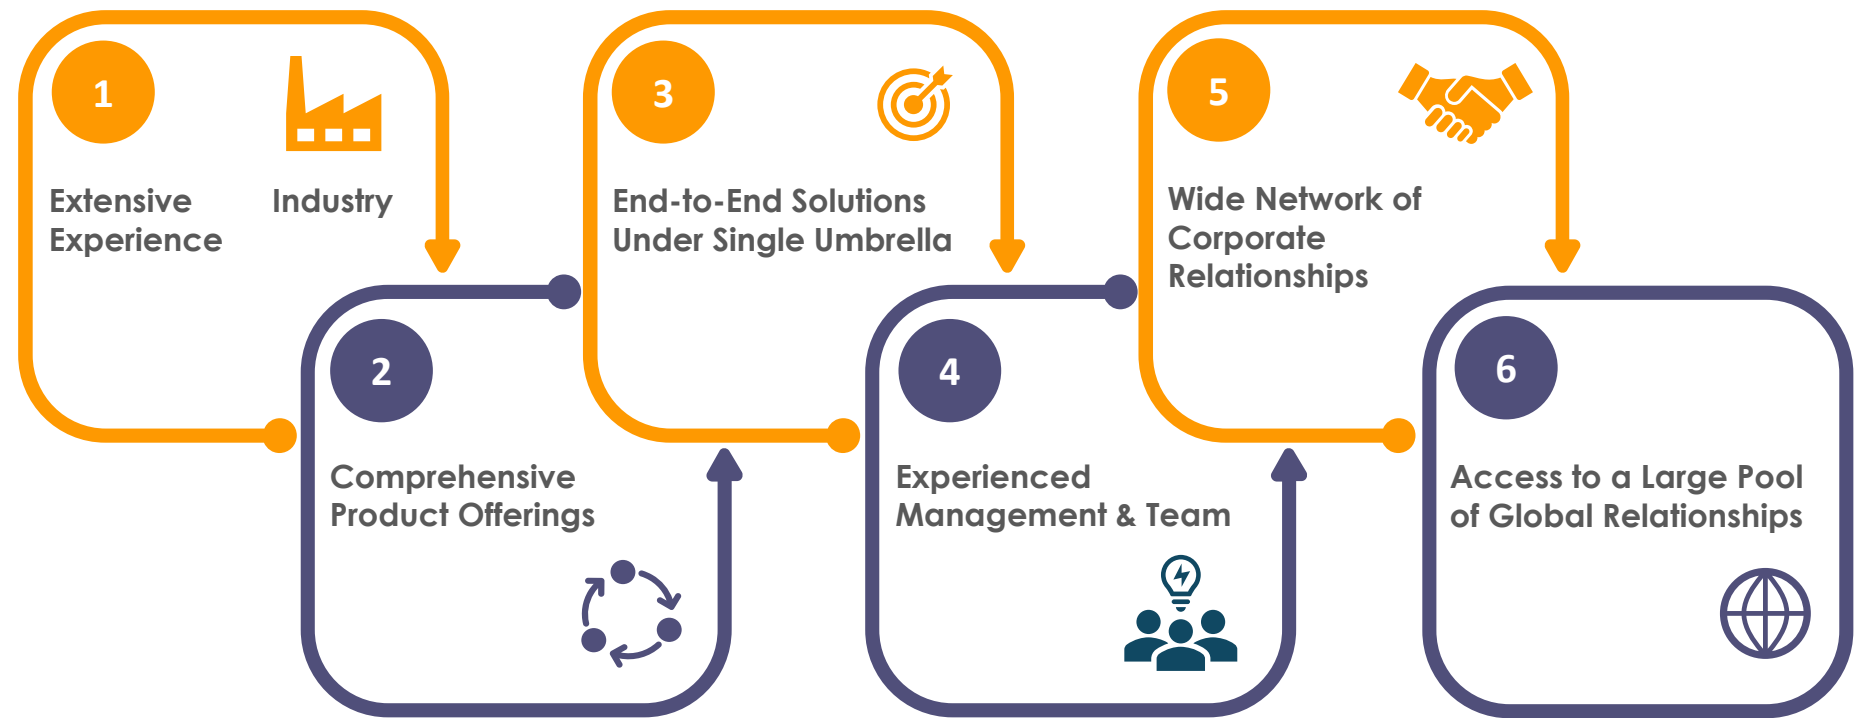 1
Extensive Industry
Experience
2
Comprehensive
Product Offerings
3
End-to-End Solutions
Under Single Umbrella
4
Experienced
Management & Team
5
Wide Network of
Corporate
Relationships
6
Access to a Large Pool
of Global Relationships